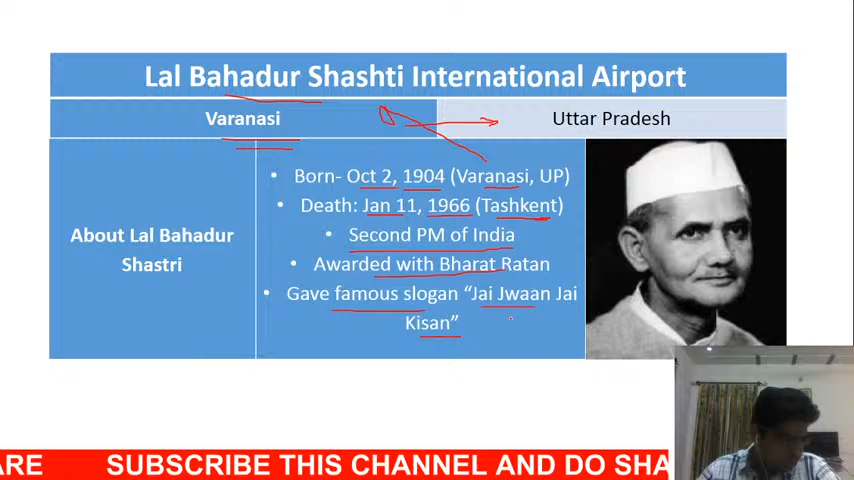 Lal Bahadur Shashti International Airport
Varanasi
Uttar Pradesh
About Lal Bahadur
Shastri
• Born- Oct 2, 1904 (Varanasi, UP)
• Death: Jan 11, 1966 (Tashkent)
• Second PM of India
• Awarded with Bharat Ratan
• Gave famous slogan “Jai Jwaan Jai
Kisan”
ARE SUBSCRIBE THIS CHANNEL AND DO SHA